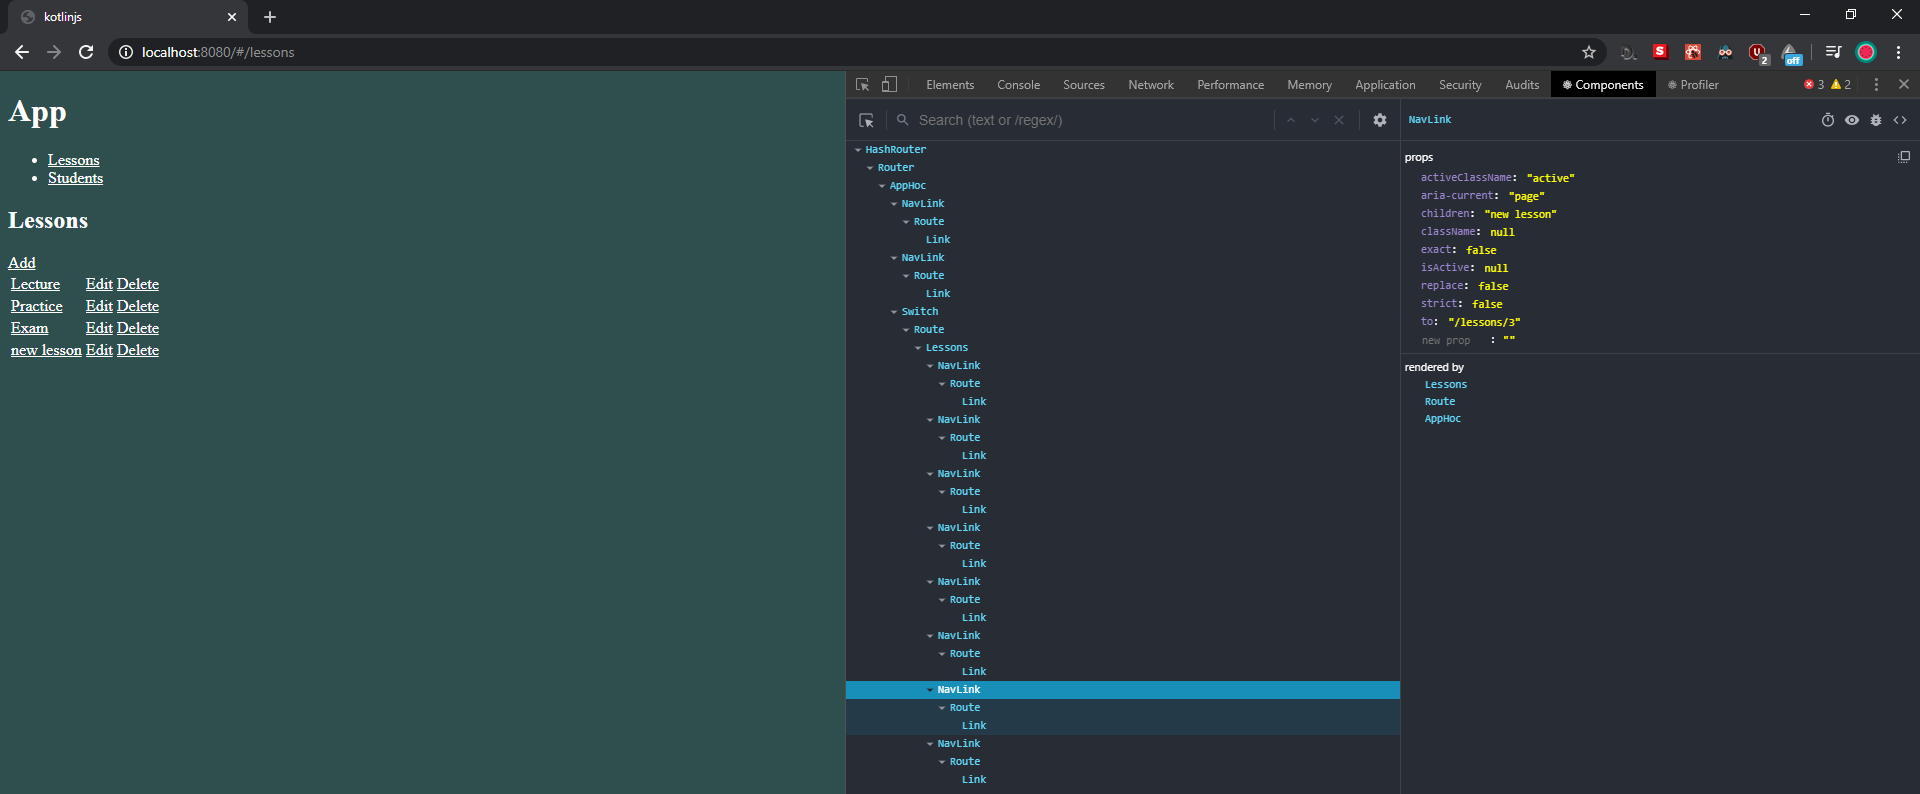 kotlinjs
localhost:8080/#/lessons
S
2
off
App
Lessons
Students
Lessons
Add
Lecture Edit Delete
Practice Edit Delete
Exam Edit Delete
new lesson Edit Delete
Elements Console Sources Network Performance Memory Application Security Audits Components Profiler 3 2
Search (text or /regex/)
HashRouter
Router
AppHoc
NavLink
Route
Link
NavLink
Route
Link
Switch
Route
Lessons
NavLink
Route
Link
NavLink
Route
Link
NavLink
Route
Link
NavLink
Route
Link
NavLink
Route
Link
NavLink
Route
Link
NavLink
Route
Link
NavLink
Route
Link
NavLink
props
activeClassName: "active"
aria-current: "page"
children: "new lesson"
className: null
exact: false
isActive: null
replace: false
strict: false
to: "/lessons/3"
new prop : ""
rendered by
Lessons
Route
AppHoc